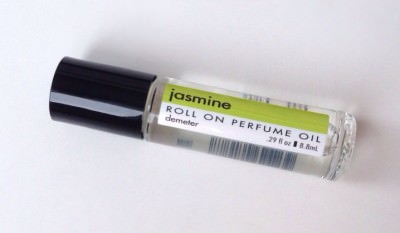 jasmine
ROLL ON PERFUME OIL
demeter
.29 fl oz 8.8mL